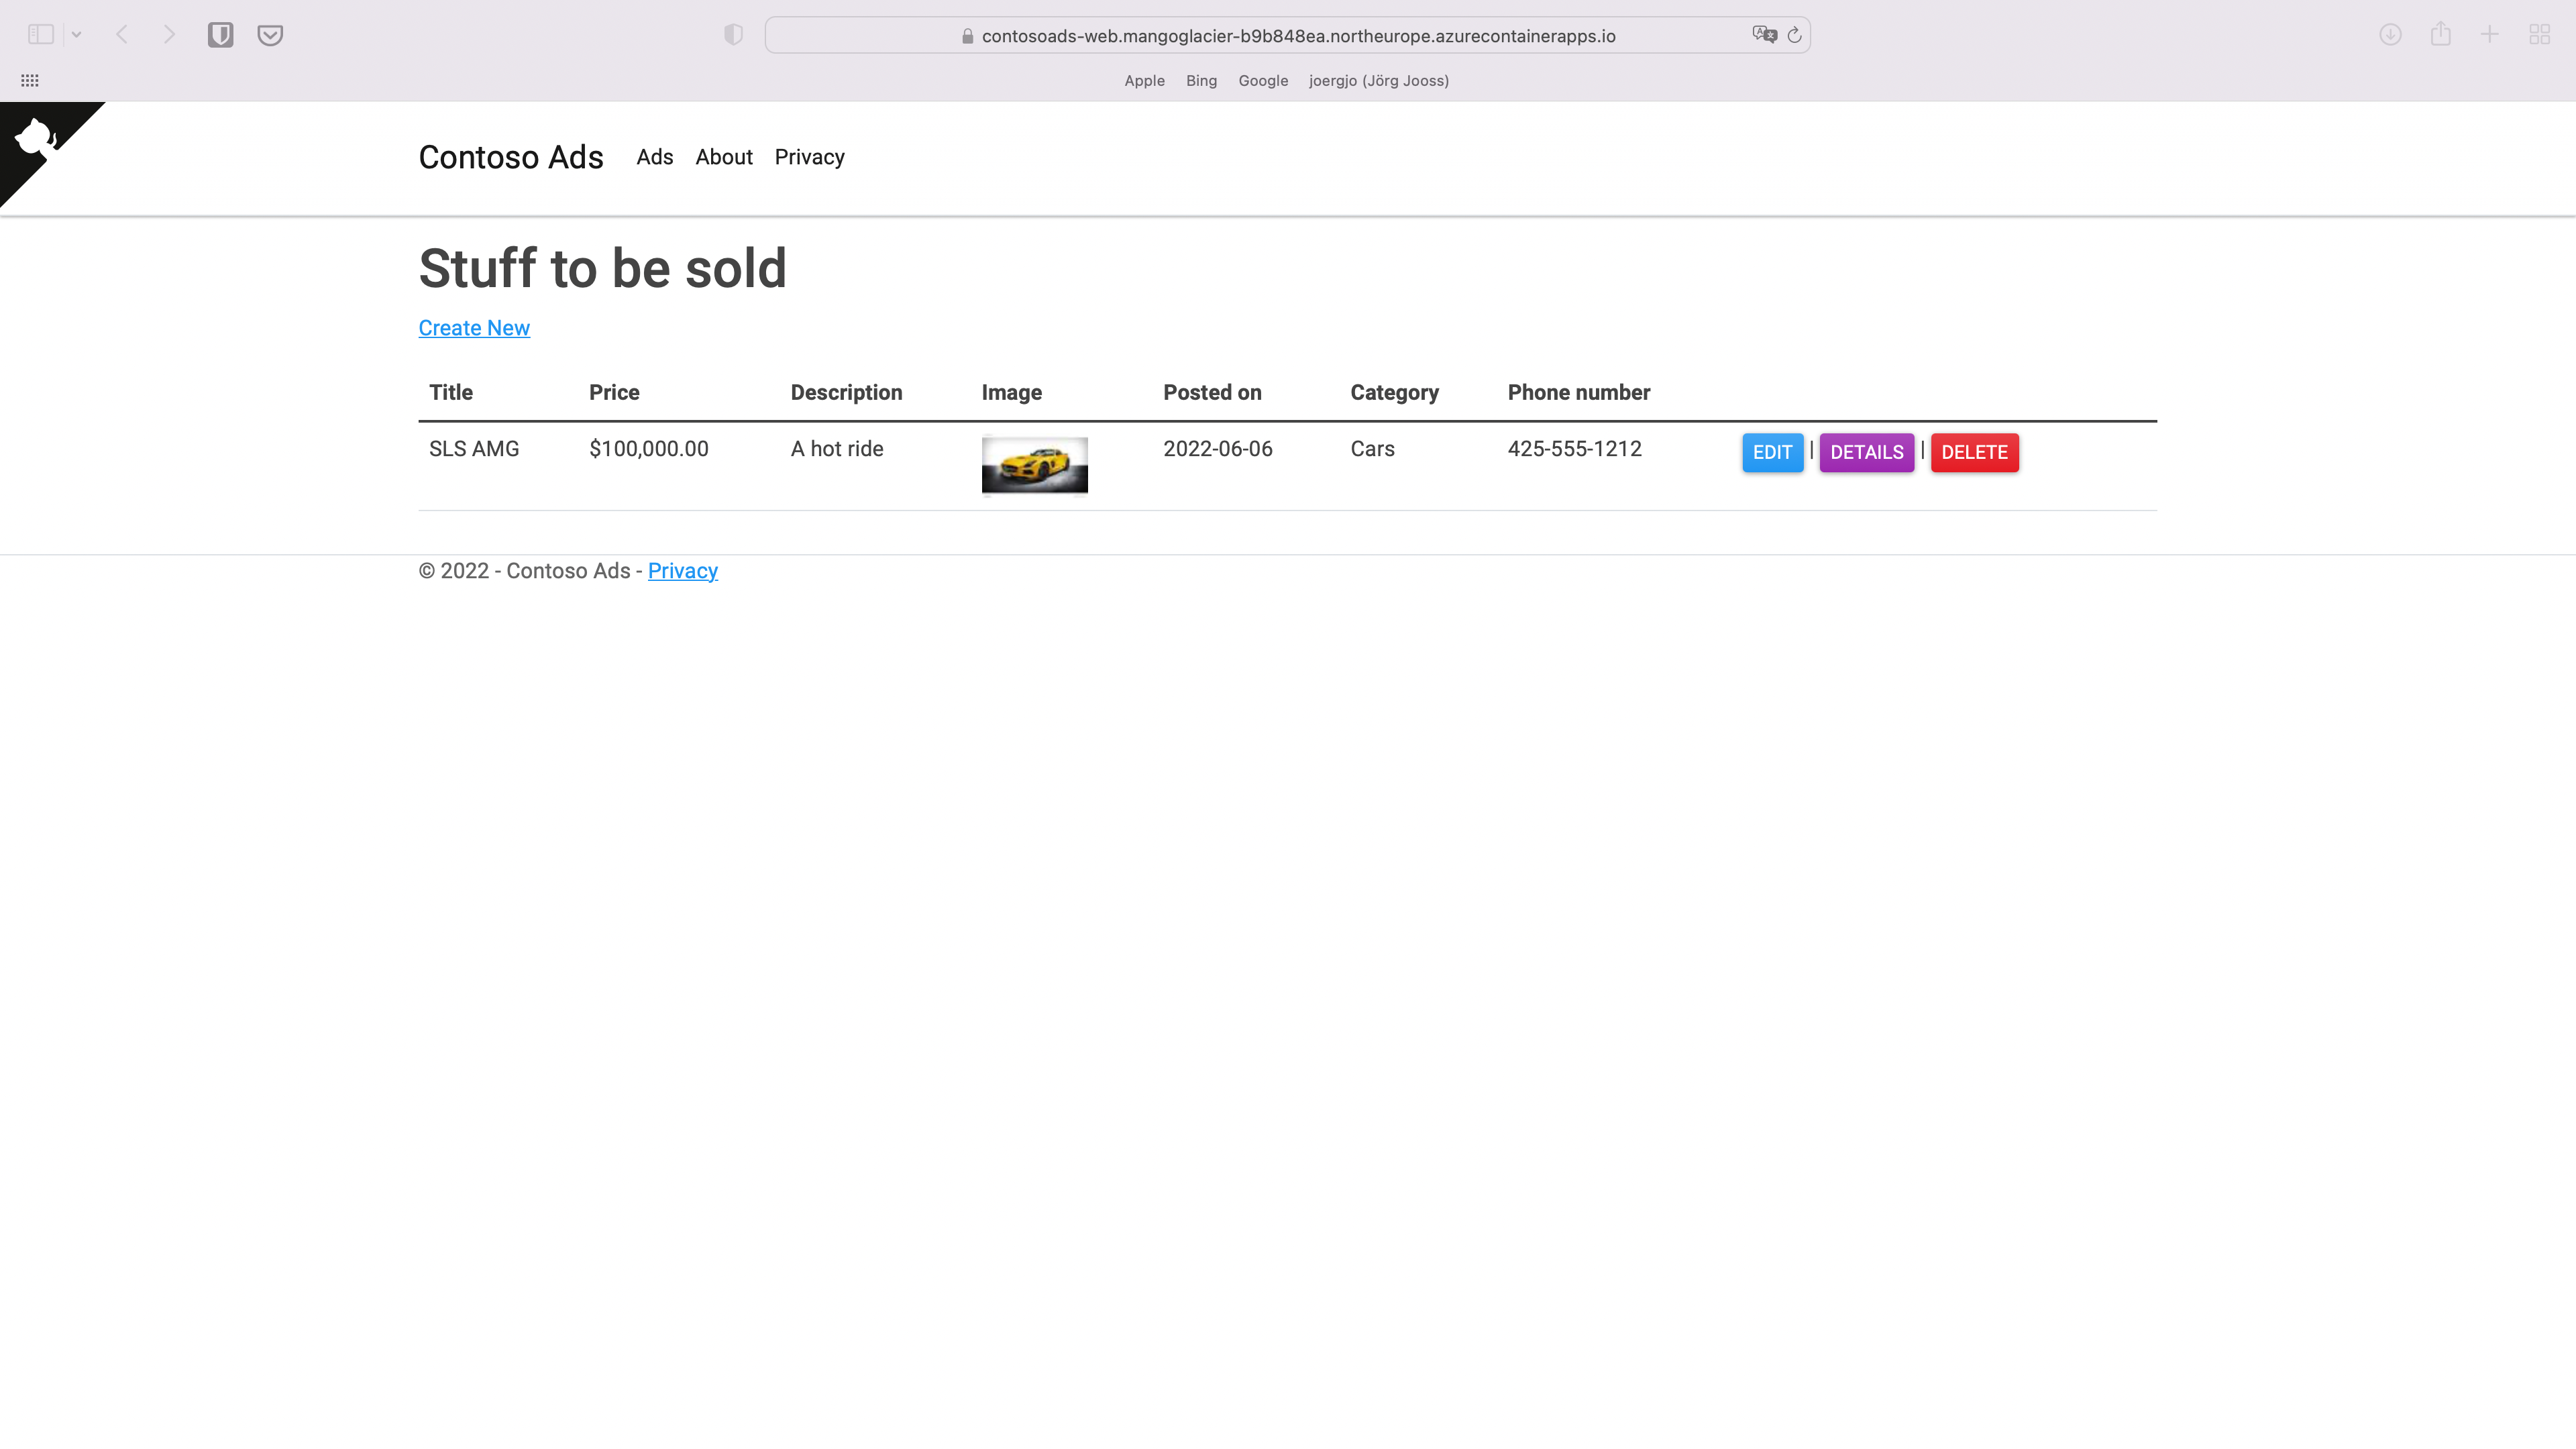 contosoads-web.mangoglacier-b9b848ea.northeurope.azurecontainerapps.io
Apple Bing Google joergjo (Jörg Jooss)
Contoso Ads Ads About Privacy
Stuff to be sold
Create New
Title Price Description Image Posted on Category Phone number
SLS AMG $100,000.00 A hot ride 2022-06-06 Cars 425-555-1212 EDIT | DETAILS | DELETE
© 2022 - Contoso Ads - Privacy